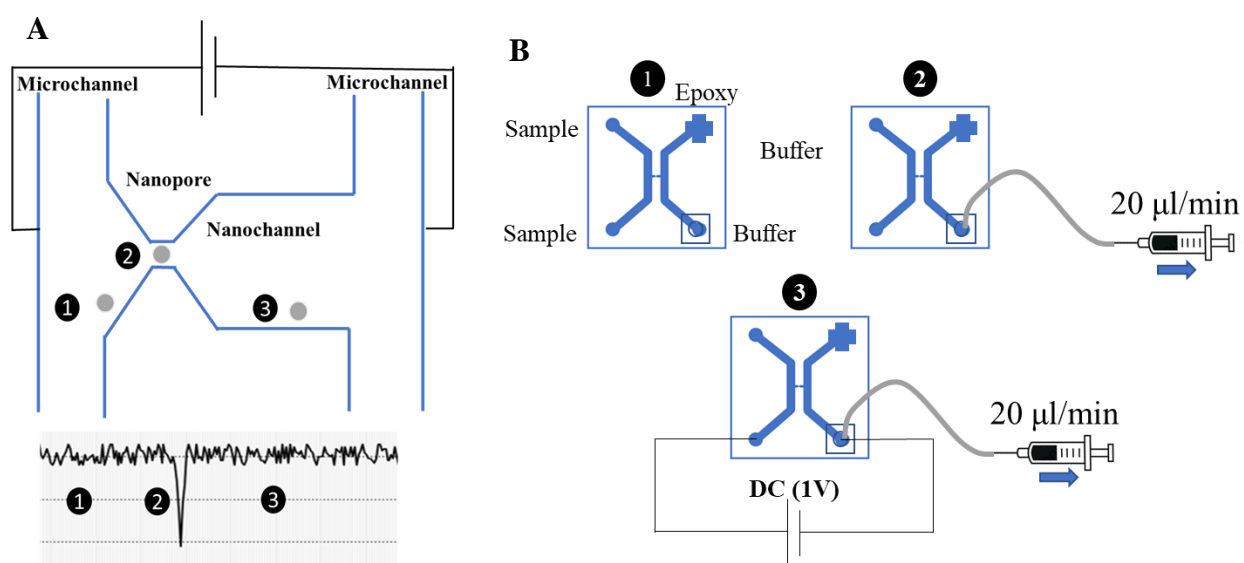 A
Microchannel
Microchannel
Nanopore
Nanochannel
2
1
3
1
2
3
B
1
Epoxy
Sample
Sample
Buffer
Buffer
2
20 μl/min
3
20 μl/min
DC (1V)